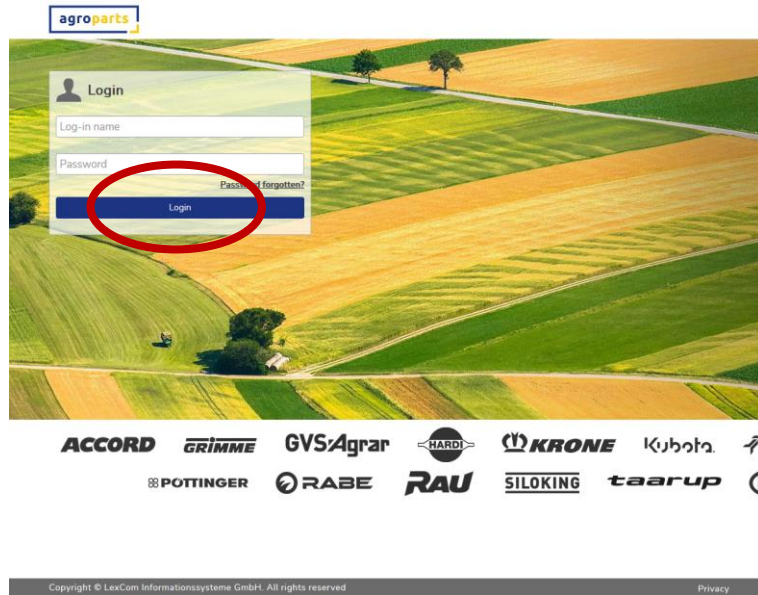 agroparts
Login
Log-in name
Password
Password forgotten?
Login
ACCORD GRIMME GVS:Agrar HARDI KRONE Kubota
PÖTTINGER RABE RAU SILOKING taarup
Copyright © LexCom Informationssysteme GmbH. All rights reserved Privacy